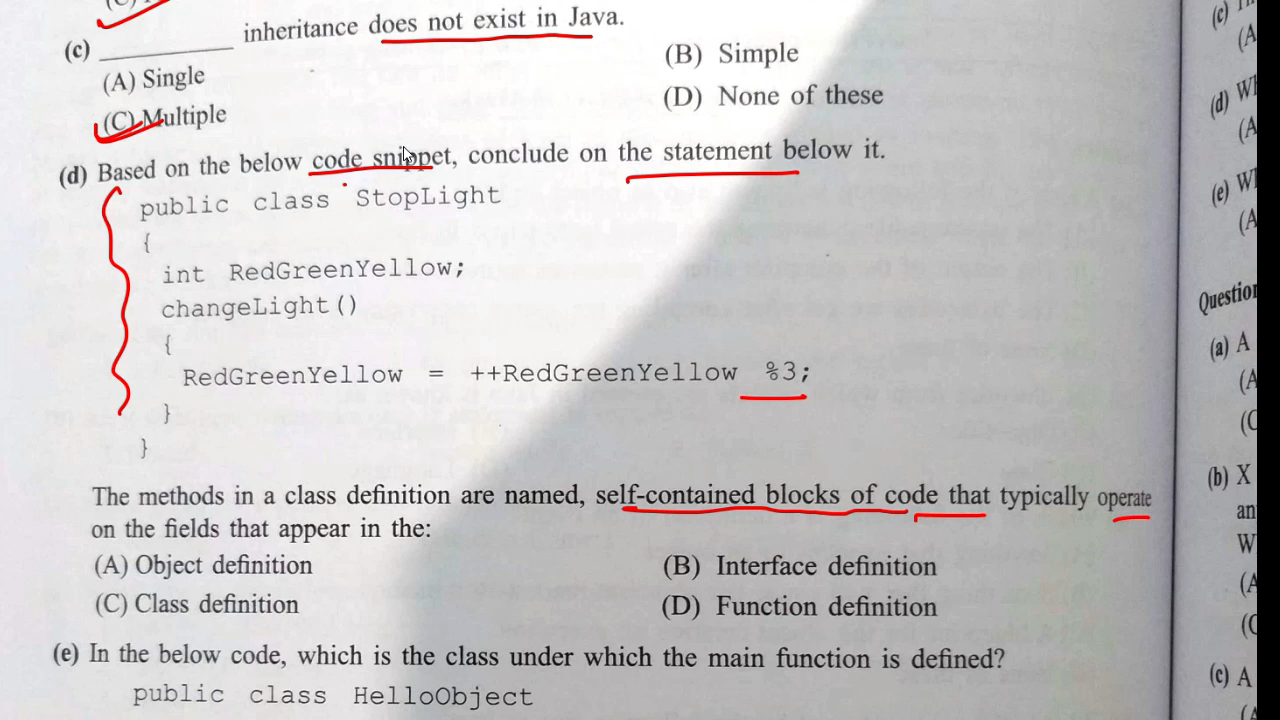 (c) __________ inheritance does not exist in Java.
(A) Single (B) Simple
(C) Multiple (D) None of these
(d) Based on the below code snippet, conclude on the statement below it.
public class StopLight
{
int RedGreenYellow;
changeLight()
{
RedGreenYellow = ++RedGreenYellow %3;
}
}
The methods in a class definition are named, self-contained blocks of code that typically operate
on the fields that appear in the:
(A) Object definition (B) Interface definition
(C) Class definition (D) Function definition
(e) In the below code, which is the class under which the main function is defined?
public class HelloObject
(c)
(A
(d) Wh
(A
(e) W
(A
Question
(a) A
(A
(C
(b) X
an
W
(A
(C
(c) A